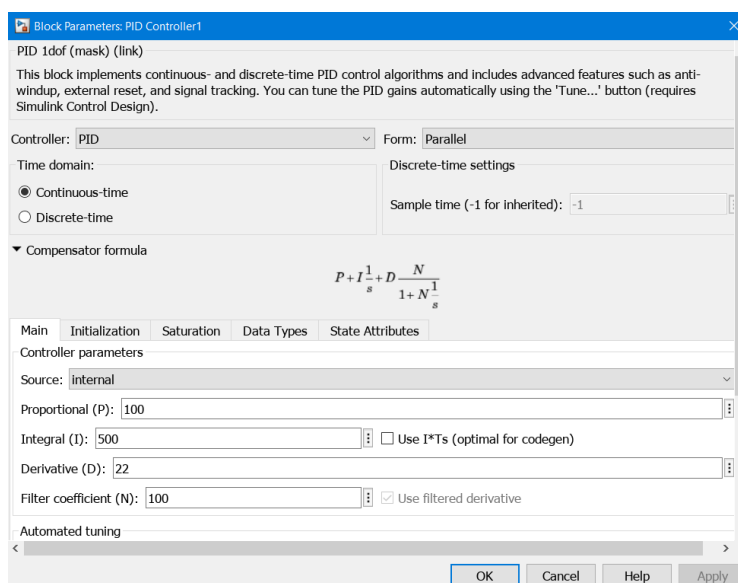 Block Parameters: PID Controller1
PID 1dof (mask) (link)
This block implements continuous- and discrete-time PID control algorithms and includes advanced features such as anti-
windup, external reset, and signal tracking. You can tune the PID gains automatically using the 'Tune...' button (requires
Simulink Control Design).
Controller: PID Form: Parallel
Time domain: Discrete-time settings
Continuous-time
Discrete-time
Sample time (-1 for inherited): -1
Compensator formula
P+I\frac{1}{s}+D\frac{N}{1+N\frac{1}{s}}
Main Initialization Saturation Data Types State Attributes
Controller parameters
Source: internal
Proportional (P): 100
Integral (I): 500 Use I*Ts (optimal for codegen)
Derivative (D): 22
Filter coefficient (N): 100 Use filtered derivative
Automated tuning
OK Cancel Help Apply